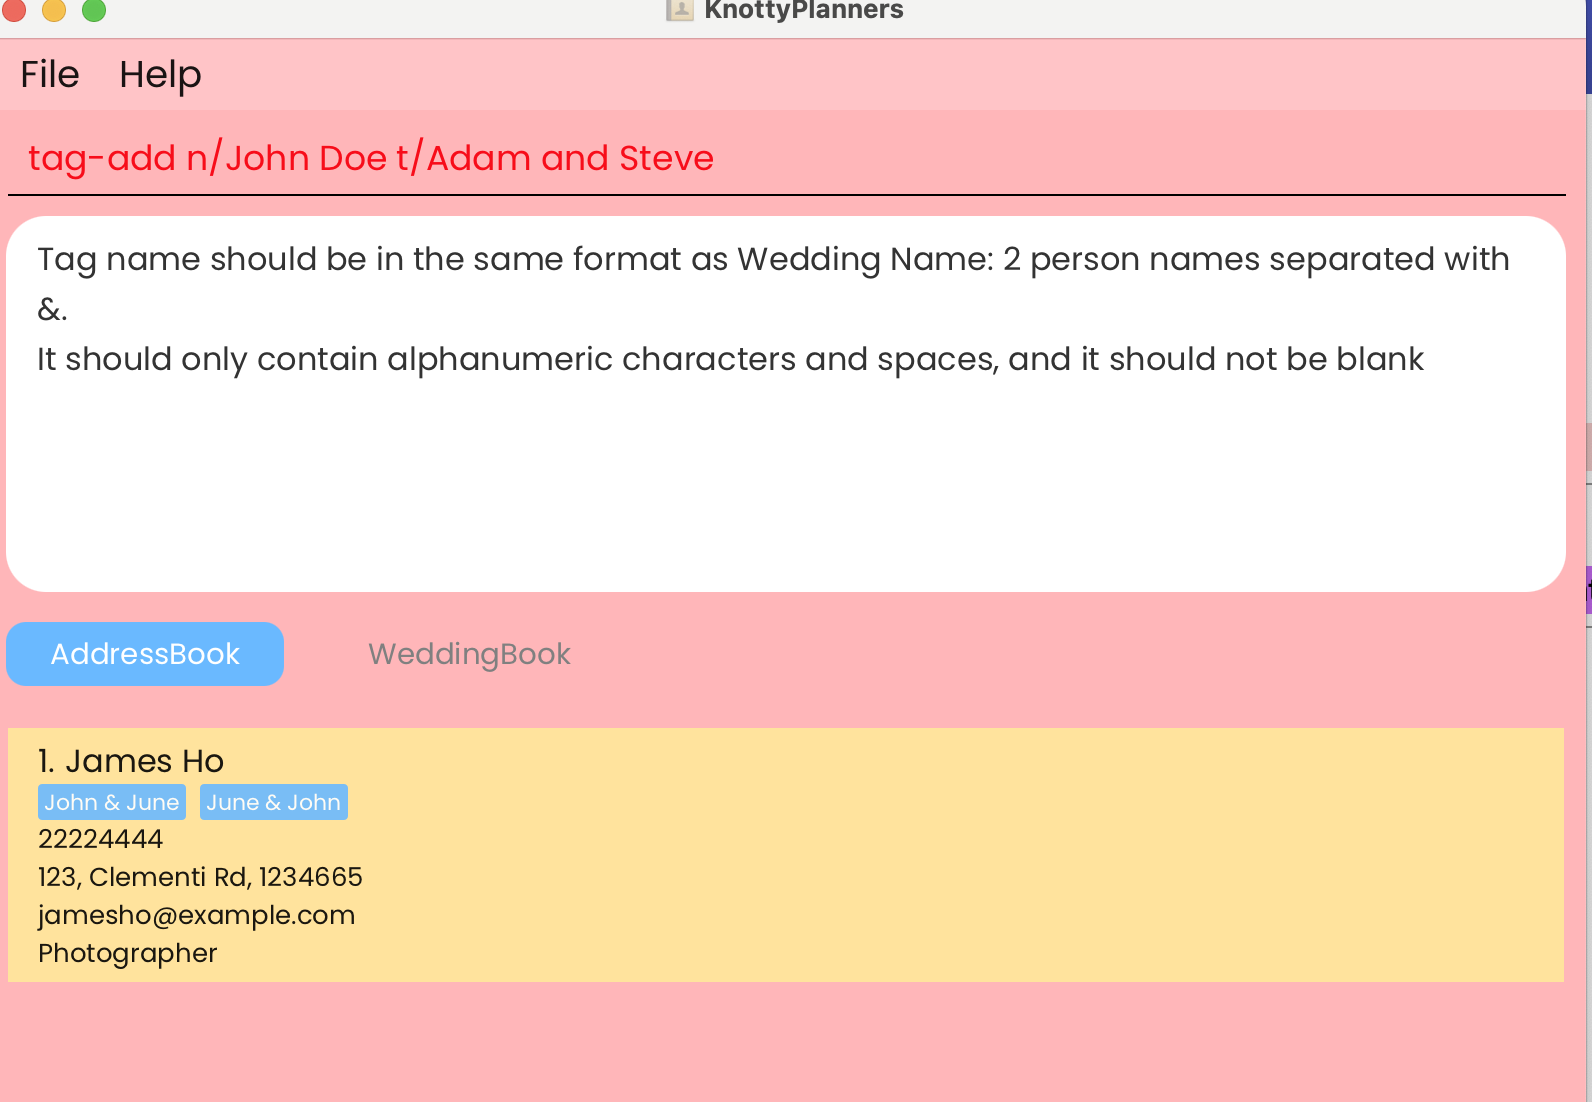 KnottyPlanners
File Help
tag-add n/John Doe t/Adam and Steve
Tag name should be in the same format as Wedding Name: 2 person names separated with
&.
It should only contain alphanumeric characters and spaces, and it should not be blank
AddressBook WeddingBook
1. James Ho
John & June June & John
22224444
123, Clementi Rd, 1234665
jamesho@example.com
Photographer